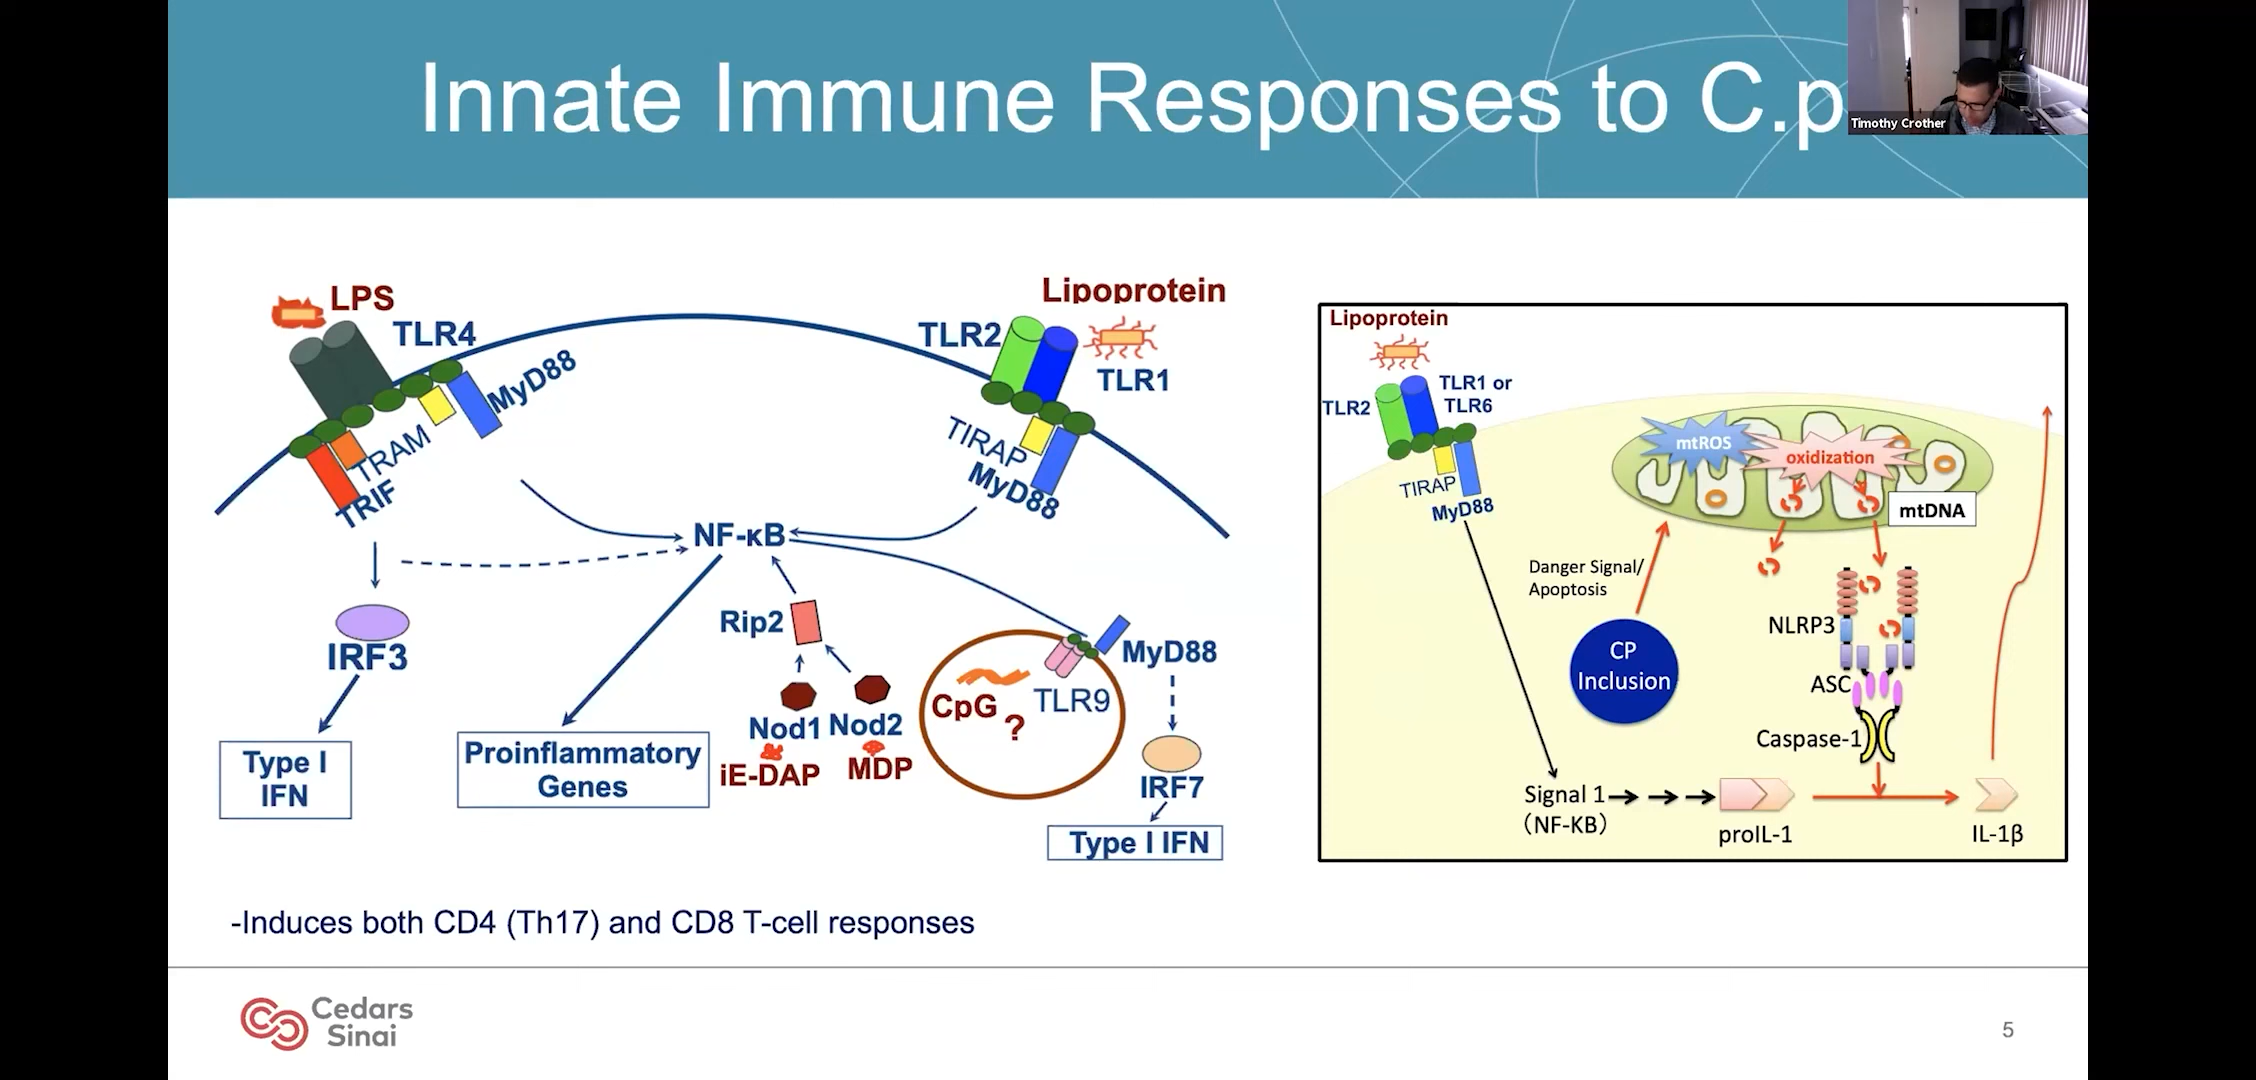 Innate Immune Responses to C.p
Timothy Crother
LPS
TLR4
MyD88
TRAM
TRIF
Lipoprotein
TLR2
TLR1
TIRAP
MyD88
NF-κB
IRF3
Type I
IFN
Proinflammatory
Genes
Rip2
Nod1
Nod2
iE-DAP
MDP
CpG
?
TLR9
MyD88
IRF7
Type I IFN
Lipoprotein
TLR2
TLR1 or
TLR6
TIRAP
MyD88
mtROS
oxidization
mtDNA
Danger Signal/
Apoptosis
CP
Inclusion
NLRP3
ASC
Caspase-1
Signal 1
(NF-KB)
proIL-1
IL-1β
-Induces both CD4 (Th17) and CD8 T-cell responses
Cedars
Sinai
5